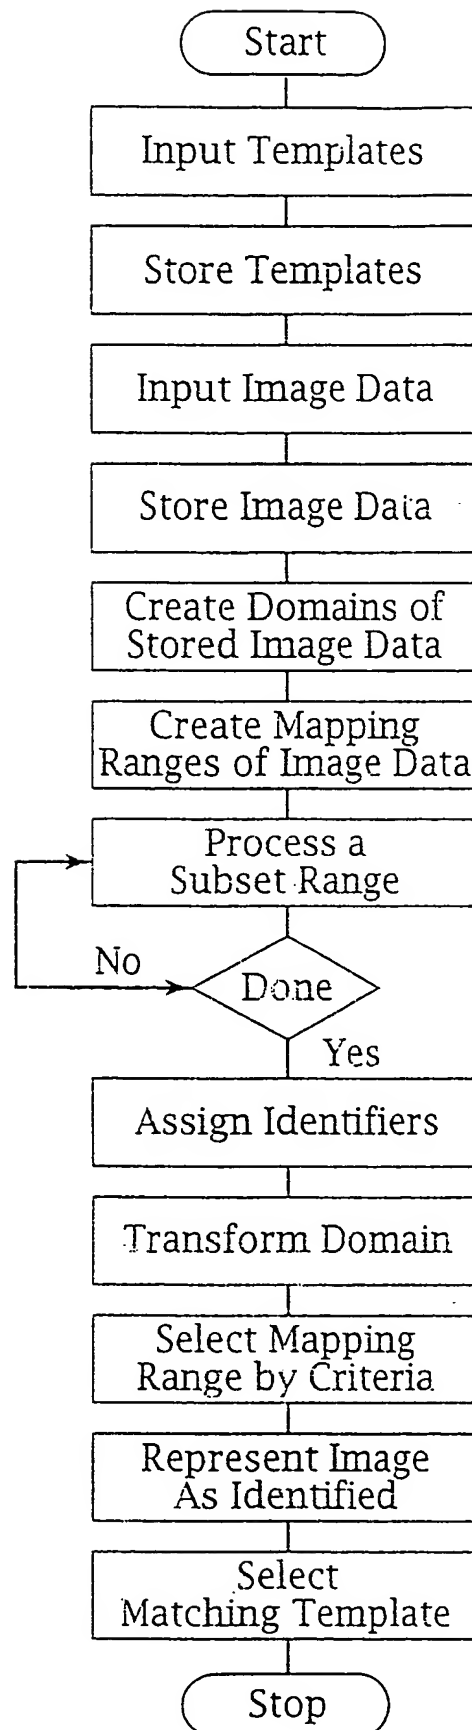 Start
Input Templates
Store Templates
Input Image Data
Store Image Data
Create Domains of
Stored Image Data
Create Mapping
Ranges of Image Data
Process a
Subset Range
No
Done
Yes
Assign Identifiers
Transform Domain
Select Mapping
Range by Criteria
Represent Image
As Identified
Select
Matching Template
Stop